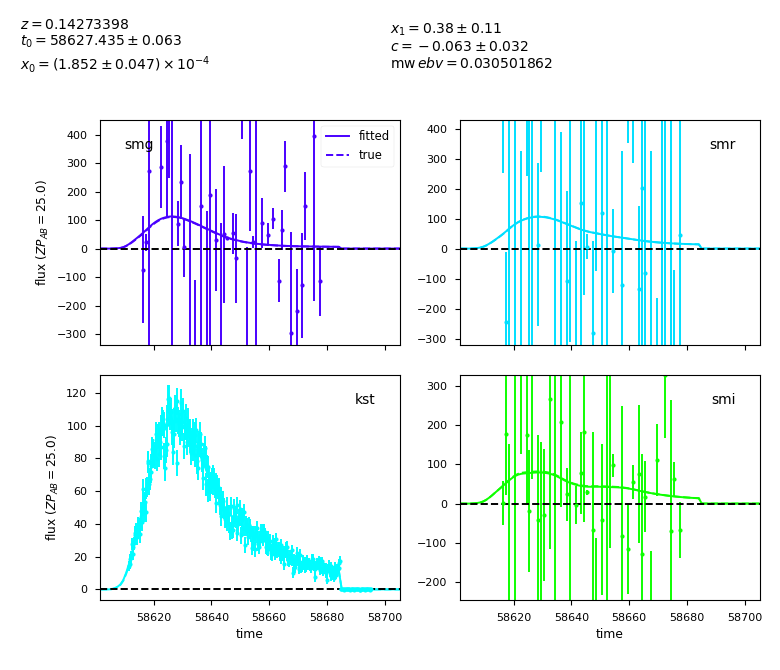 z = 0.14273398
t₀ = 58627.435 ± 0.063
x₀ = (1.852 ± 0.047) × 10⁻⁴
x₁ = 0.38 ± 0.11
c = −0.063 ± 0.032
mwebv = 0.030501862
smg
fitted
true
400
300
200
100
0
−100
−200
−300
flux (ZP_AB = 25.0)
smr
400
300
200
100
0
−100
−200
−300
kst
120
100
80
60
40
20
0
flux (ZP_AB = 25.0)
58620 58640 58660 58680 58700
time
smi
300
200
100
0
−100
−200
58620 58640 58660 58680 58700
time